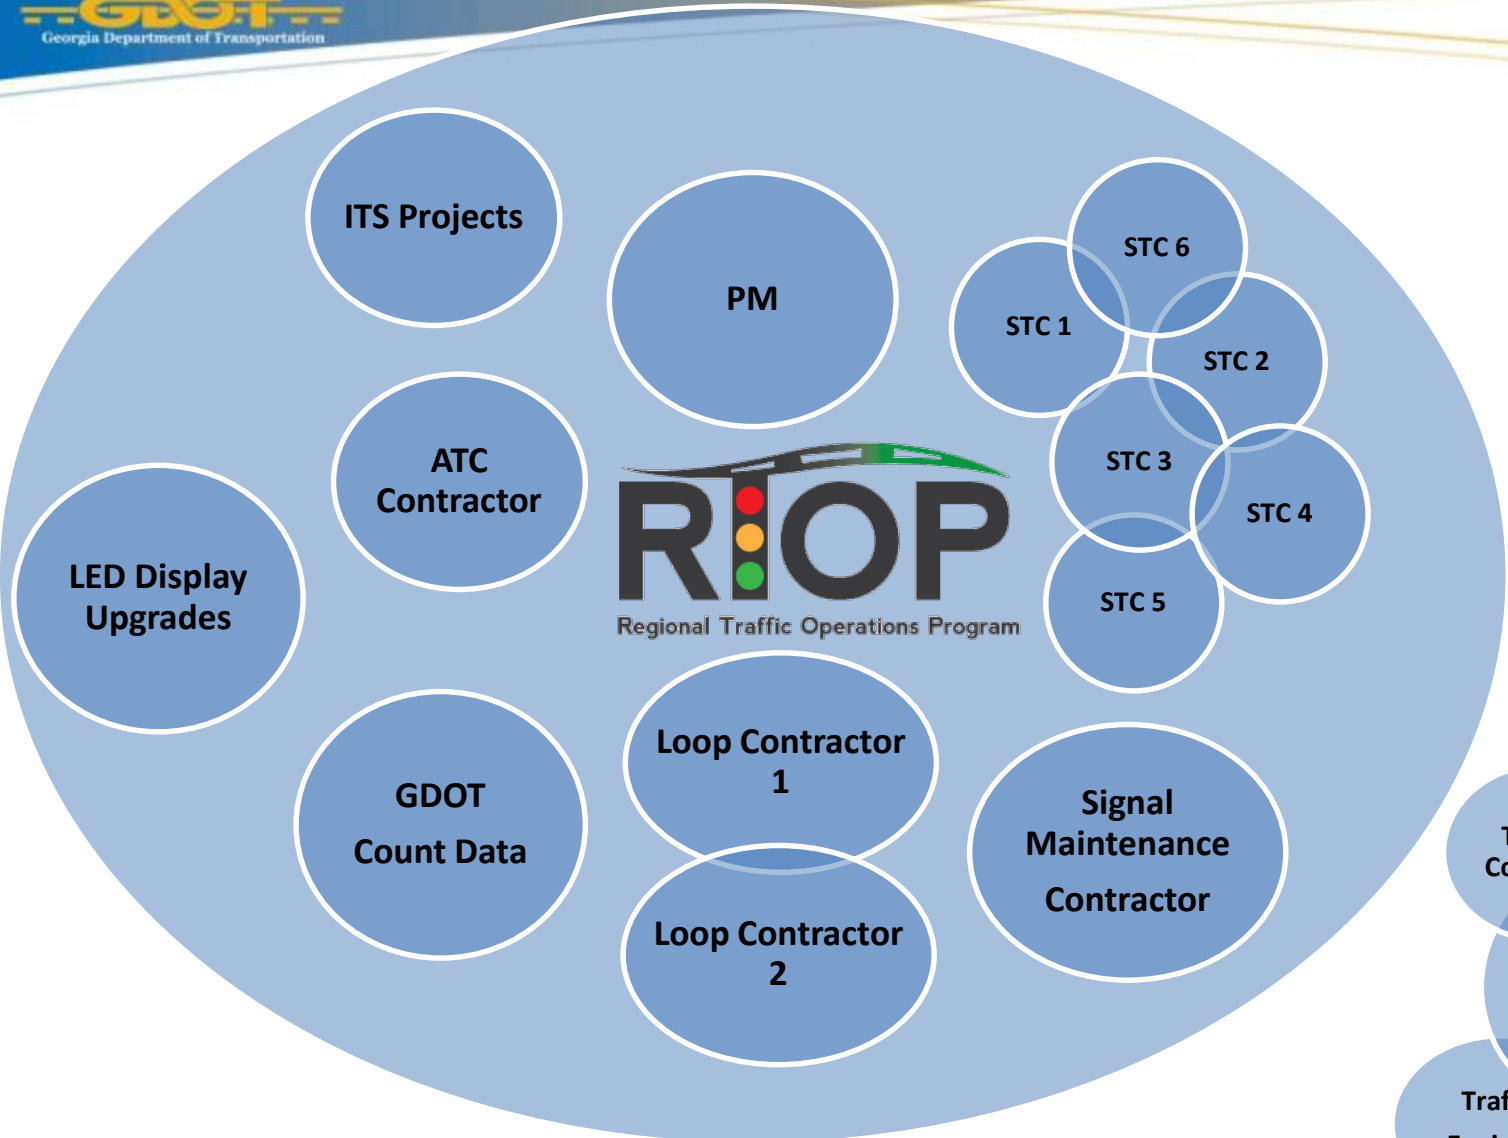 GDOT
Georgia Department of Transportation
ITS Projects
PM
STC 6
STC 1
STC 2
ATC
Contractor
STC 3
STC 4
STC 5
RTOP
Regional Traffic Operations Program
LED Display
Upgrades
GDOT
Count Data
Loop Contractor
1
Loop Contractor
2
Signal
Maintenance
Contractor